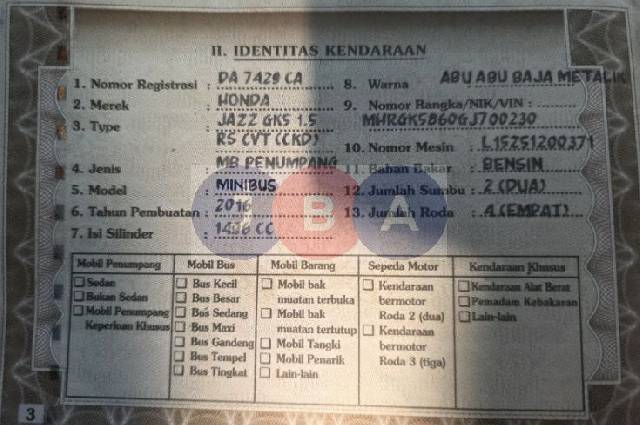 II. IDENTITAS KENDARAAN
1. Nomor Registrasi : DA 7429 CA
2. Merek : HONDA
3. Type : JAZZ GK5 1.5
RS CVT (CKD)
4. Jenis : MB PENUMPANG
5. Model : MINIBUS
6. Tahun Pembuatan : 2016
7. Isi Silinder : 1496 CC
8. Warna ABU ABU BAJA METALIK
9. Nomor Rangka/NIK/VIN :
MHRGK5860GJ700230
10. Nomor Mesin : L15Z51200371
11. Bahan Bakar : BENSIN
12. Jumlah Sumbu : 2 (DUA)
13. Jumlah Roda : 4 (EMPAT)
BA
Mobil Penumpang
Sedan
Bukan Sedan
Mobil Penumpang
Keperluan Khusus
Mobil Bus
Bus Kecil
Bus Besar
Bus Sedang
Bus Maxi
Bus Gandeng
Bus Tempel
Bus Tingkat
Mobil Barang
Mobil bak
muatan terbuka
Mobil bak
muatan tertutup
Mobil Tangki
Mobil Penarik
Lain-lain
Sepeda Motor
Kendaraan
bermotor
Roda 2 (dua)
Kendaraan
bermotor
Roda 3 (tiga)
Kendaraan Khusus
Kendaraan Alat Berat
Pemadam Kebakaran
Lain-lain
3